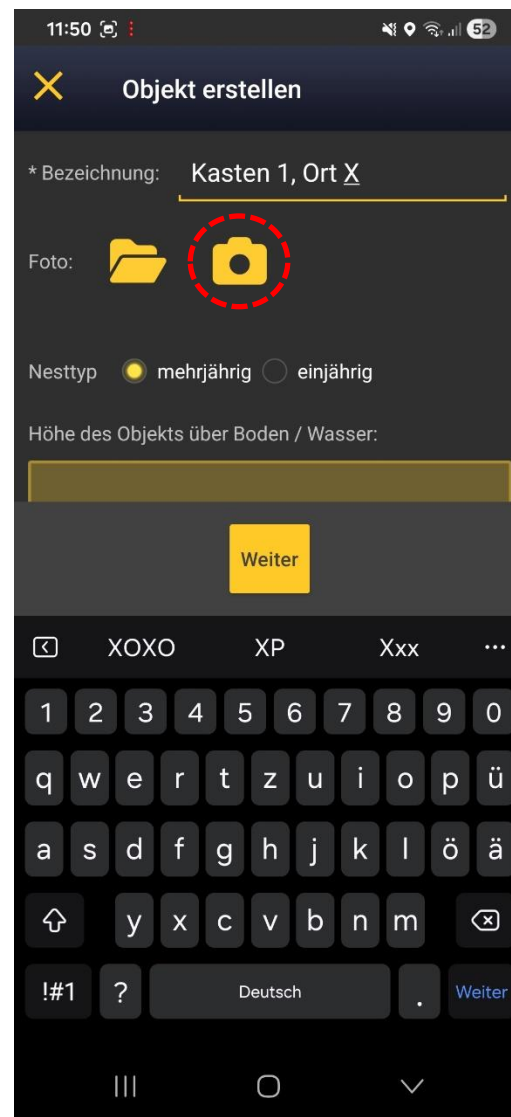 11:50 52
Objekt erstellen
* Bezeichnung: Kasten 1, Ort X
Foto:
Nesttyp mehrjährig einjährig
Höhe des Objekts über Boden / Wasser:
Weiter
XOXO XP Xxx ...
1 2 3 4 5 6 7 8 9 0
q w e r t z u i o p ü
a s d f g h j k l ö ä
y x c v b n m
!#1 ? Deutsch . Weiter